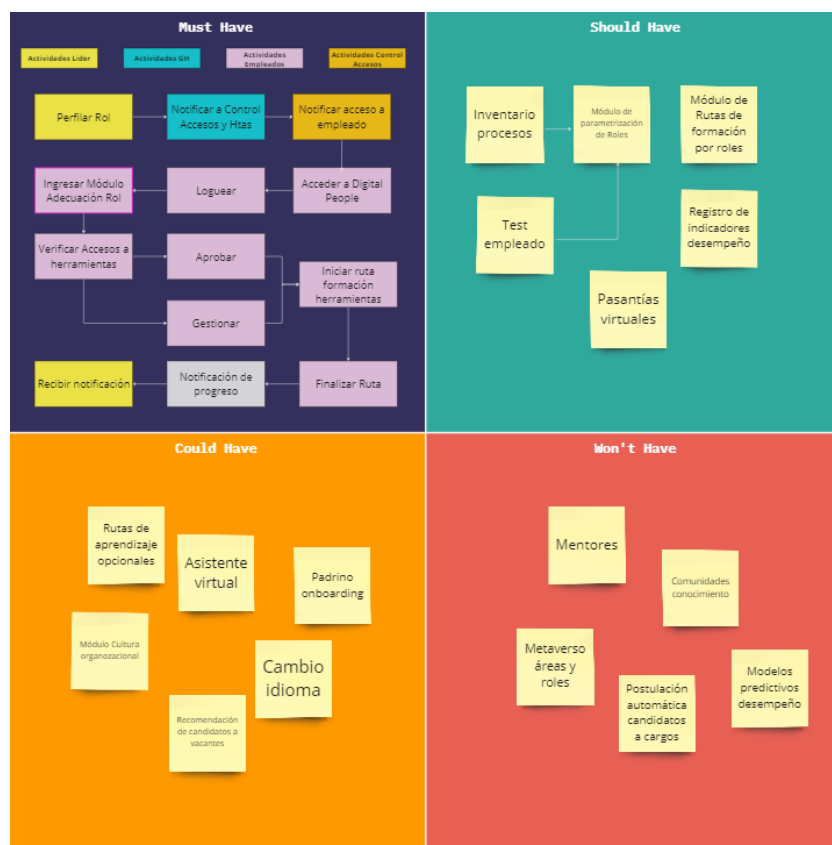 Must Have
Actividades Lider
Actividades GH
Actividades
Empleados
Actividades Control
Accesos
Perfilar Rol
Notificar a Control
Accesos y Htas
Notificar acceso a
empleado
Ingresar Módulo
Adecuación Rol
Loguear
Acceder a Digital
People
Verificar Accesos a
herramientas
Aprobar
Iniciar ruta
formación
herramientas
Gestionar
Recibir notificación
Notificación de
progreso
Finalizar Ruta
Should Have
Inventario
procesos
Módulo de
parametrización
de Roles
Módulo de
Rutas de
formación
por roles
Test
empleado
Registro de
indicadores
desempeño
Pasantías
virtuales
Could Have
Rutas de
aprendizaje
opcionales
Asistente
virtual
Padrino
onboarding
Módulo Cultura
organozacional
Cambio
idioma
Recomendación
de candidatos a
vacantes
Won't Have
Mentores
Comunidades
conocimiento
Metaverso
áreas y
roles
Postulación
automática
candidatos
a cargos
Modelos
predictivos
desempeño